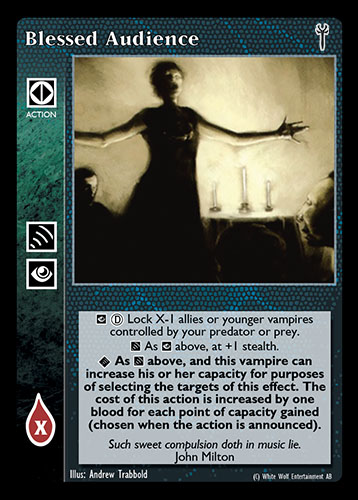 Blessed Audience
ACTION
D Lock X-1 allies or younger vampires
controlled by your predator or prey.
As above, at +1 stealth.
As above, and this vampire can
increase his or her capacity for purposes
of selecting the targets of this effect. The
cost of this action is increased by one
blood for each point of capacity gained
(chosen when the action is announced).
Such sweet compulsion doth in music lie.
John Milton
X
Illus: Andrew Trabbold
(C) White Wolf Entertainment AB